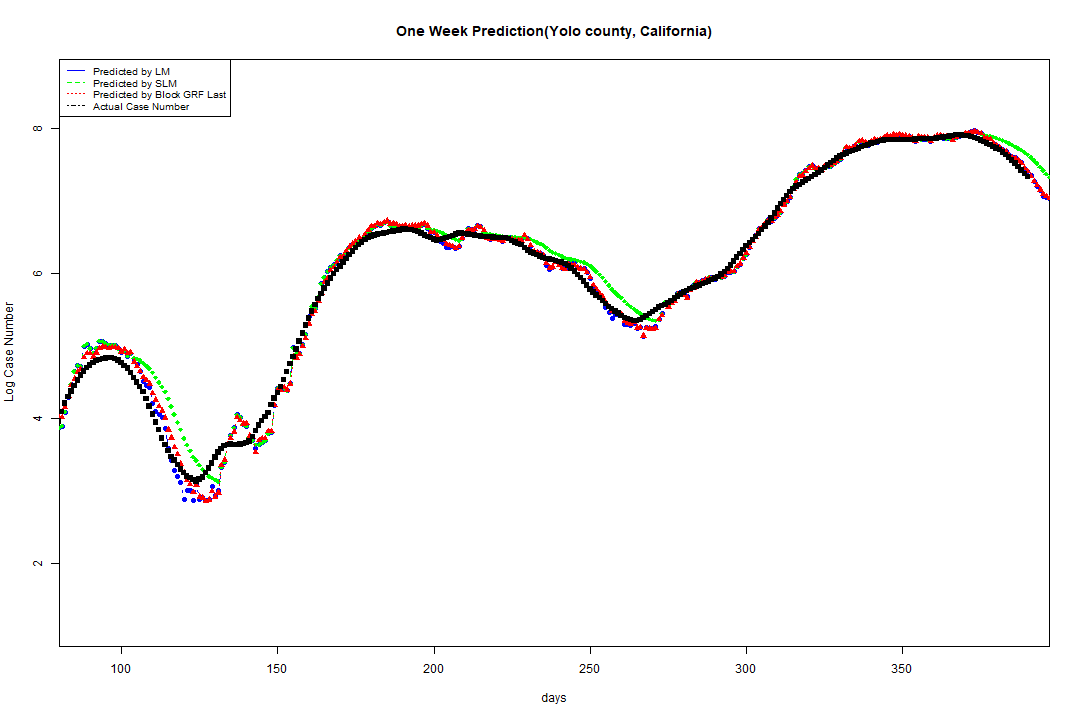 One Week Prediction(Yolo county, California)
Predicted by LM
Predicted by SLM
Predicted by Block GRF Last
Actual Case Number
8
6
4
2
Log Case Number
100 150 200 250 300 350
days